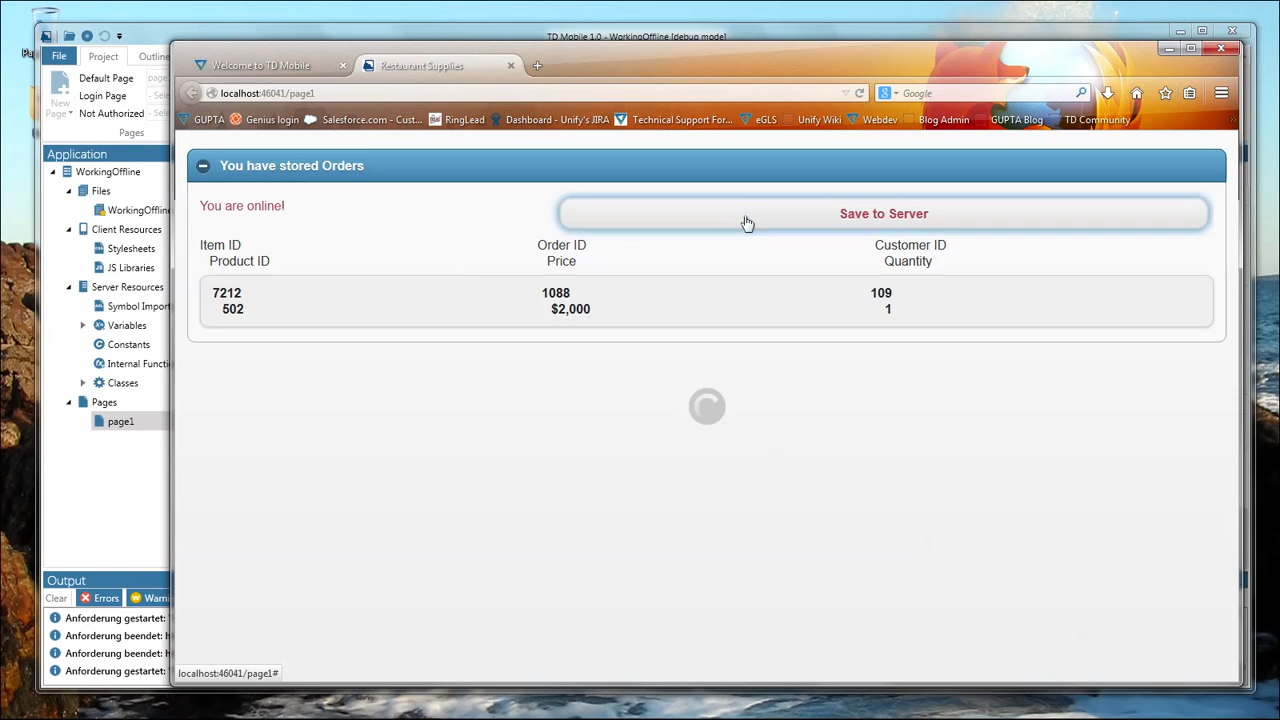 TD Mobile 1.0 - WorkingOffline [debug mode]
File Project Outline
Default Page page
Login Page - Sele
Not Authorized - Sele
New
Page
Pages
Application
WorkingOffline
Files
WorkingOffline
Client Resources
Stylesheets
JS Libraries
Server Resources
Symbol Import
Variables
Constants
Internal Functi
Classes
Pages
page1
Output
Clear Errors Warni
Anforderung gestartet: '
Anforderung beendet: h
Anforderung beendet: h
Anforderung gestartet: '
Welcome to TD Mobile × Restaurant Supplies × +
localhost:46041/page1 Google
GUPTA Genius login Salesforce.com - Cust... RingLead Dashboard - Unify's JIRA Technical Support For... eGLS Unify Wiki Webdev Blog Admin GUPTA Blog TD Community
You have stored Orders
You are online! Save to Server
Item ID Order ID Customer ID
Product ID Price Quantity
7212 1088 109
502 $2,000 1
localhost:46041/page1#